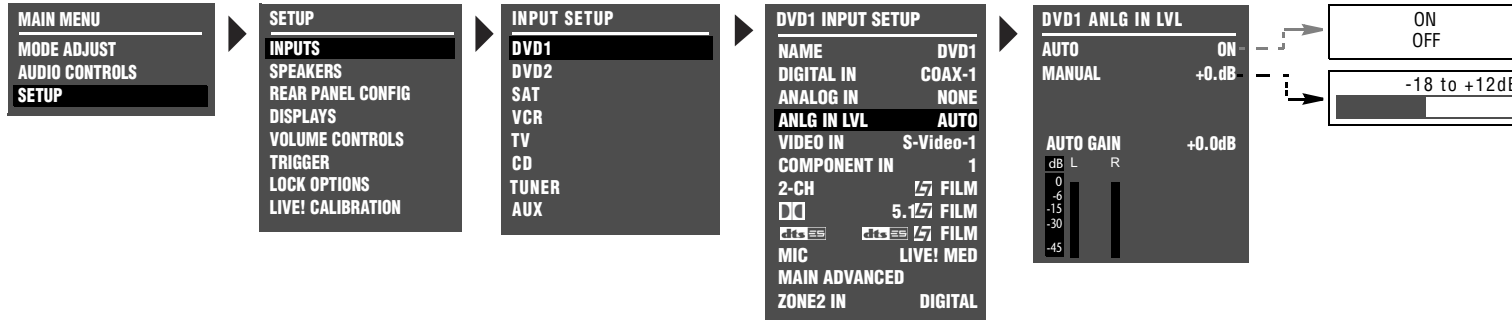 MAIN MENU
MODE ADJUST
AUDIO CONTROLS
SETUP
SETUP
INPUTS
SPEAKERS
REAR PANEL CONFIG
DISPLAYS
VOLUME CONTROLS
TRIGGER
LOCK OPTIONS
LIVE! CALIBRATION
INPUT SETUP
DVD1
DVD2
SAT
VCR
TV
CD
TUNER
AUX
DVD1 INPUT SETUP
NAME DVD1
DIGITAL IN COAX-1
ANALOG IN NONE
ANLG IN LVL AUTO
VIDEO IN S-Video-1
COMPONENT IN 1
2-CH FILM
5.1 FILM
dts ES dts ES FILM
MIC LIVE! MED
MAIN ADVANCED
ZONE2 IN DIGITAL
DVD1 ANLG IN LVL
AUTO ON
MANUAL +0.dB
AUTO GAIN +0.0dB
dB L R
0
-6
-15
-30
-45
ON
OFF
-18 to +12dB